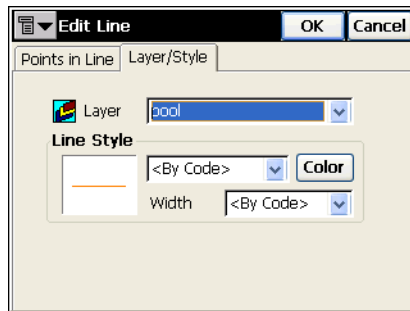 Edit Line OK Cancel
Points in Line Layer/Style
Layer pool
Line Style
<By Code> Color
Width <By Code>